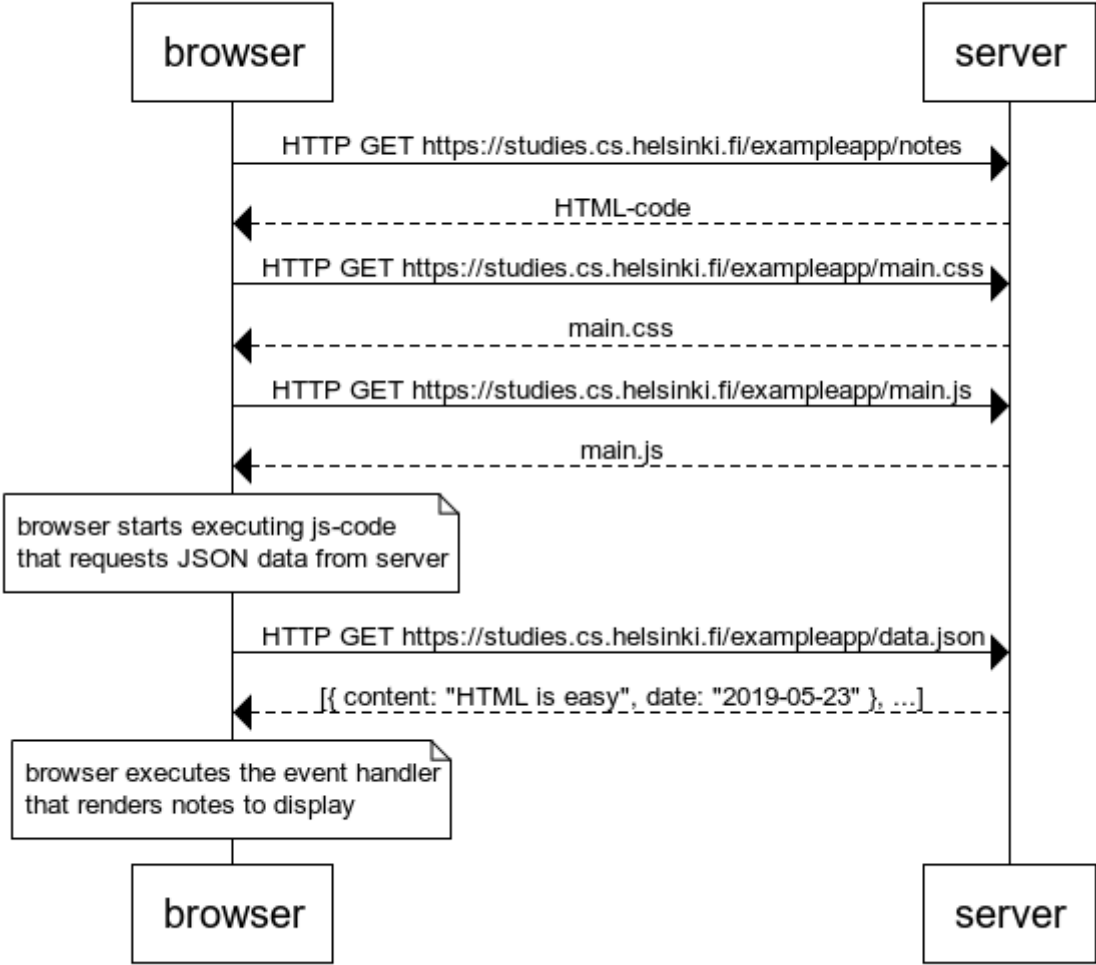 browser
server
HTTP GET https://studies.cs.helsinki.fi/exampleapp/notes
HTML-code
HTTP GET https://studies.cs.helsinki.fi/exampleapp/main.css
main.css
HTTP GET https://studies.cs.helsinki.fi/exampleapp/main.js
main.js
browser starts executing js-code
that requests JSON data from server
HTTP GET https://studies.cs.helsinki.fi/exampleapp/data.json
[{ content: "HTML is easy", date: "2019-05-23" }, ...]
browser executes the event handler
that renders notes to display
browser
server